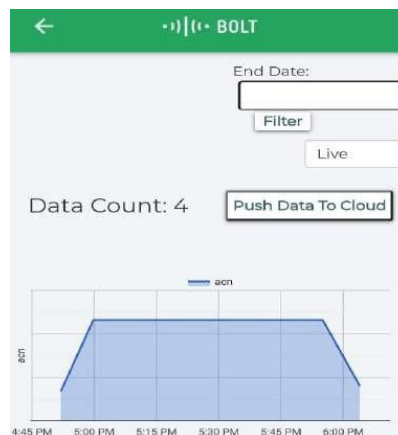 BOLT
End Date:
Filter
Live
Data Count: 4
Push Data To Cloud
acn
acn
4:45 PM 5:00 PM 5:15 PM 5:30 PM 5:45 PM 6:00 PM